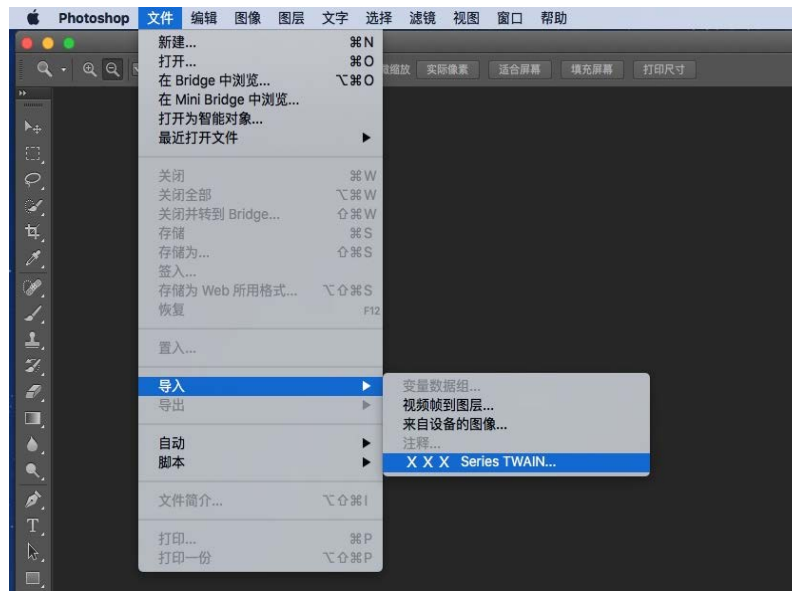 Photoshop 文件 编辑 图像 图层 文字 选择 滤镜 视图 窗口 帮助
缩放 实际像素 适合屏幕 填充屏幕 打印尺寸
新建... ⌘N
打开... ⌘O
在 Bridge 中浏览... ⌥⌘O
在 Mini Bridge 中浏览...
打开为智能对象...
最近打开文件 ▶
关闭 ⌘W
关闭全部 ⌥⌘W
关闭并转到 Bridge... ⇧⌘W
存储 ⌘S
存储为... ⇧⌘S
签入...
存储为 Web 所用格式... ⌥⇧⌘S
恢复 F12
置入...
导入 ▶
导出 ▶
变量数据组...
视频帧到图层...
来自设备的图像...
注释...
X X X Series TWAIN...
自动 ▶
脚本 ▶
文件简介... ⌥⇧⌘I
打印... ⌘P
打印一份 ⌥⇧⌘P
T